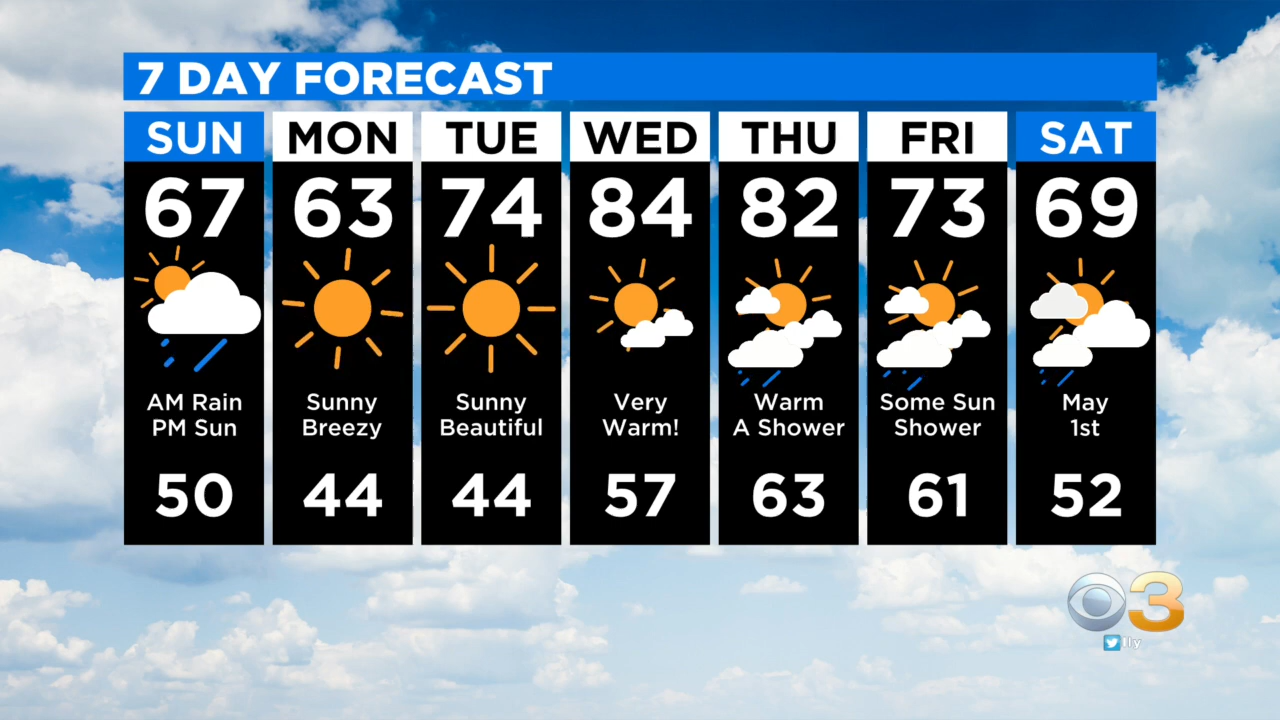 7 DAY FORECAST
SUN MON TUE WED THU FRI SAT
67 63 74 84 82 73 69
AM Rain Sunny Sunny Very Warm Some Sun May
PM Sun Breezy Beautiful Warm! A Shower Shower 1st
50 44 44 57 63 61 52
3